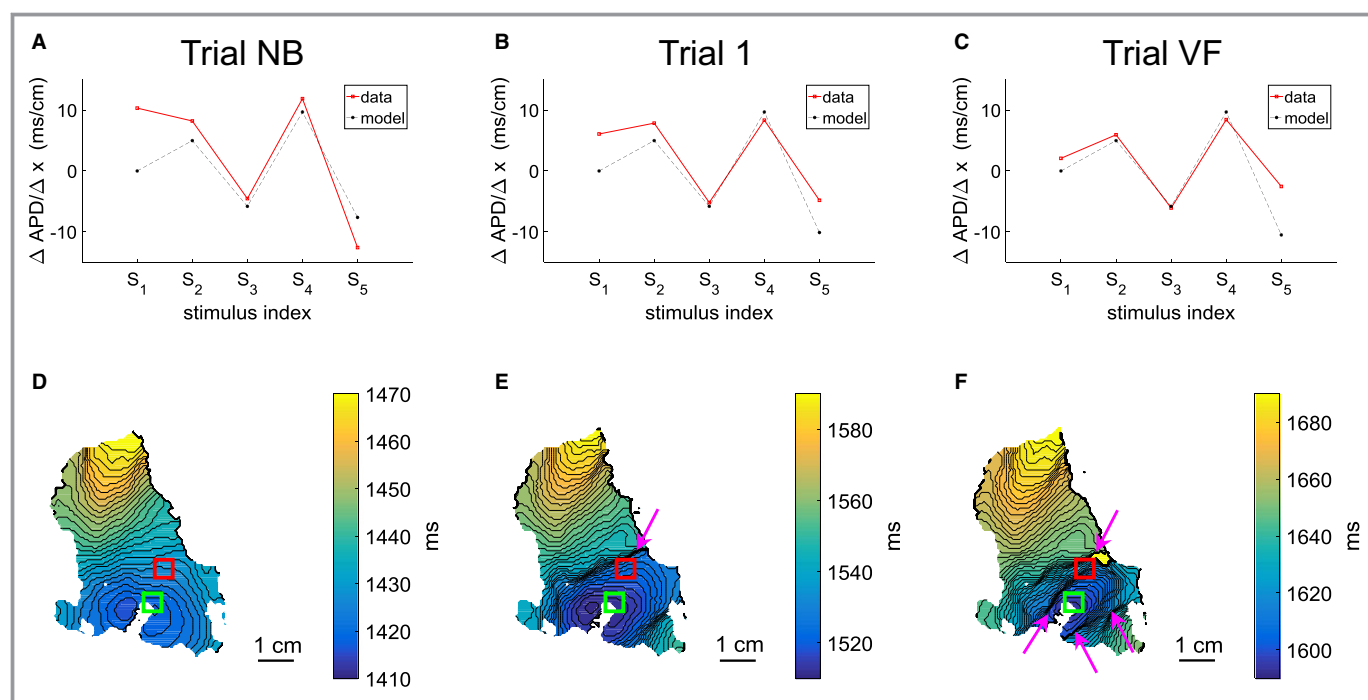 A
Trial NB
Δ APD/Δ x (ms/cm)
10
0
-10
data
model
S1 S2 S3 S4 S5
stimulus index
B
Trial 1
Δ APD/Δ x (ms/cm)
10
0
-10
data
model
S1 S2 S3 S4 S5
stimulus index
C
Trial VF
Δ APD/Δ x (ms/cm)
10
0
-10
data
model
S1 S2 S3 S4 S5
stimulus index
D
1470
1460
1450
1440
1430
1420
1410
ms
1 cm
E
1580
1560
1540
1520
ms
1 cm
F
1680
1660
1640
1620
1600
ms
1 cm